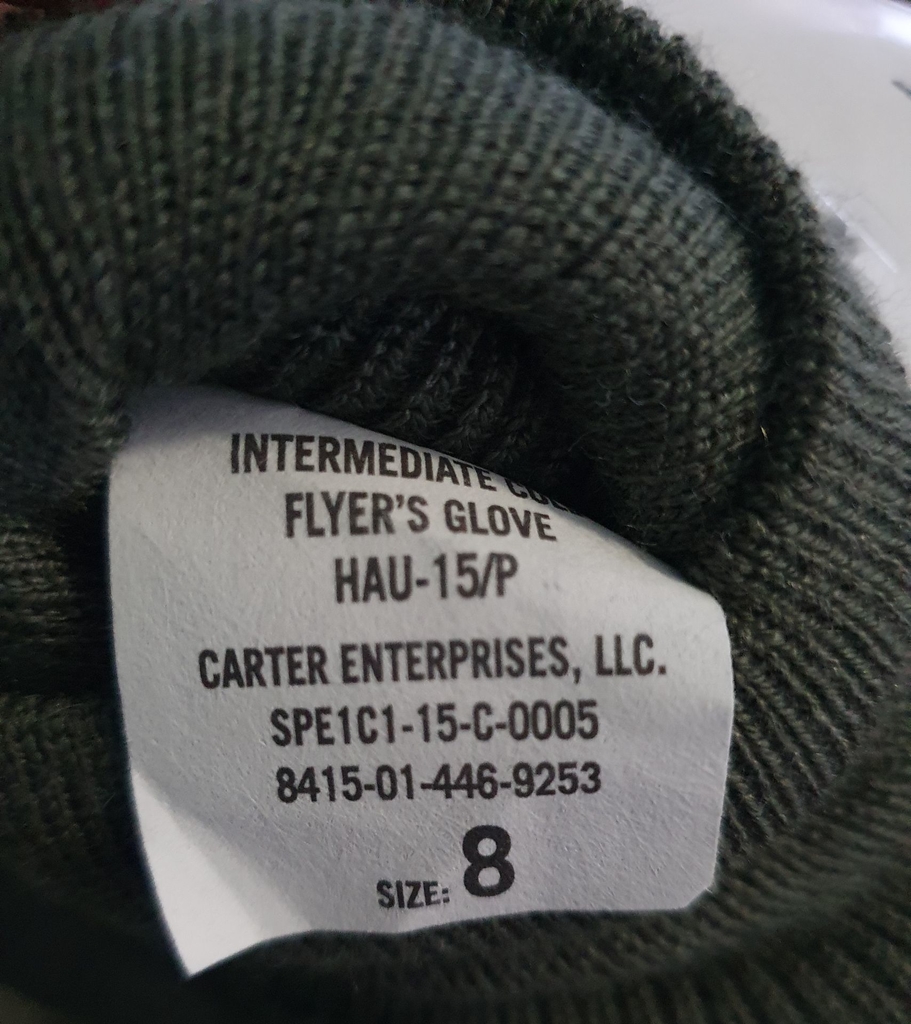 INTERMEDIATE
FLYER'S GLOVE
HAU-15/P
CARTER ENTERPRISES, LLC.
SPE1C1-15-C-0005
8415-01-446-9253
SIZE: 8